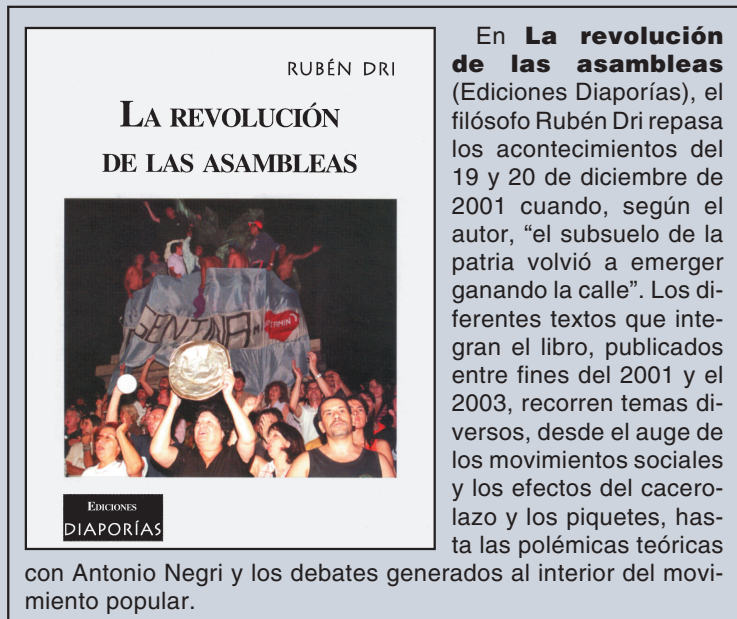 RUBÉN DRI
LA REVOLUCIÓN
DE LAS ASAMBLEAS
EDICIONES
DIAPORÍAS
En La revolución
de las asambleas
(Ediciones Diaporías), el
filósofo Rubén Dri repasa
los acontecimientos del
19 y 20 de diciembre de
2001 cuando, según el
autor, “el subsuelo de la
patria volvió a emerger
ganando la calle”. Los di-
ferentes textos que inte-
gran el libro, publicados
entre fines del 2001 y el
2003, recorren temas di-
versos, desde el auge de
los movimientos sociales
y los efectos del cacero-
lazo y los piquetes, has-
ta las polémicas teóricas
con Antonio Negri y los debates generados al interior del movi-
miento popular.